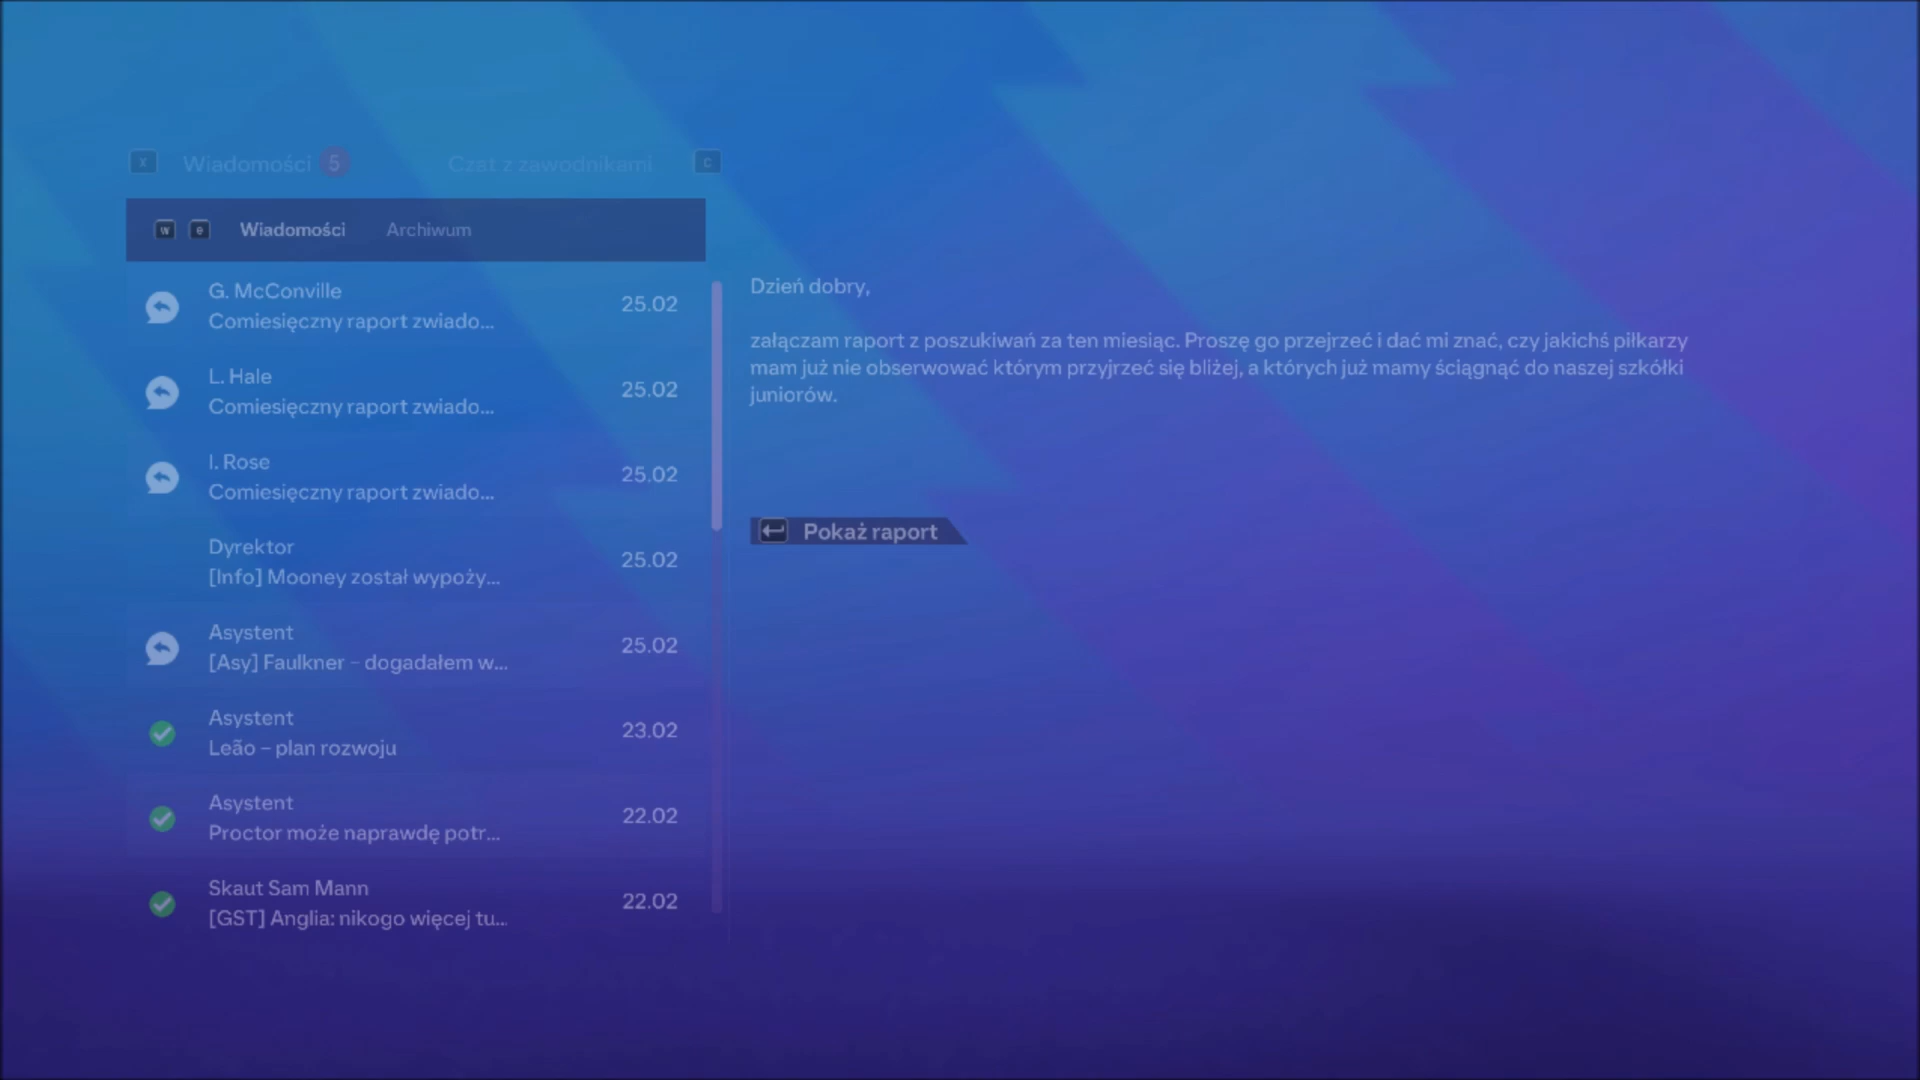 X Wiadomości 5 Czat z zawodnikami C
W e Wiadomości Archiwum
G. McConville
Comiesięczny raport zwiado...
25.02
L. Hale
Comiesięczny raport zwiado...
25.02
I. Rose
Comiesięczny raport zwiado...
25.02
Dyrektor
[Info] Mooney został wypoży...
25.02
Asystent
[Asy] Faulkner – dogadałem w...
25.02
Asystent
Leão – plan rozwoju
23.02
Asystent
Proctor może naprawdę potr...
22.02
Skaut Sam Mann
[GST] Anglia: nikogo więcej tu...
22.02
Dzień dobry,
załączam raport z poszukiwań za ten miesiąc. Proszę go przejrzeć i dać mi znać, czy jakichś piłkarzy
mam już nie obserwować którym przyjrzeć się bliżej, a których już mamy ściągnąć do naszej szkółki
juniorów.
Pokaż raport